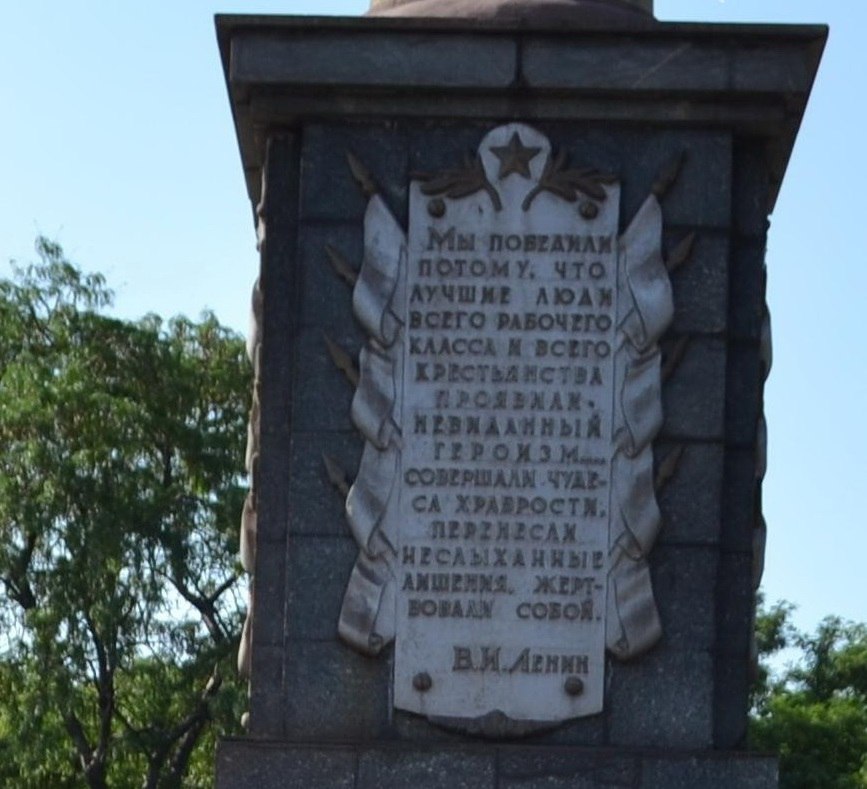 Мы победили
потому, что
лучшие люди
всего рабочего
класса и всего
крестьянства
проявили
невиданный
героизм.....
совершали чуде-
са храбрости,
перенесли
неслыханные
лишения, жерт-
вовали собой.
В.И.Ленин